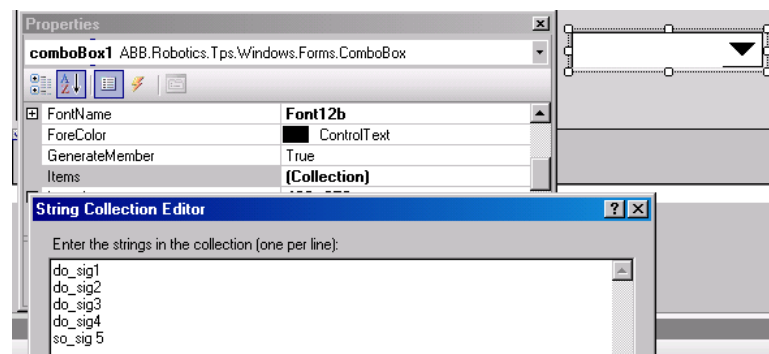 Properties
comboBox1 ABB.Robotics.Tps.Windows.Forms.ComboBox
FontName Font12b
ForeColor ControlText
GenerateMember True
Items (Collection)
String Collection Editor
Enter the strings in the collection (one per line):
do_sig1
do_sig2
do_sig3
do_sig4
so_sig 5